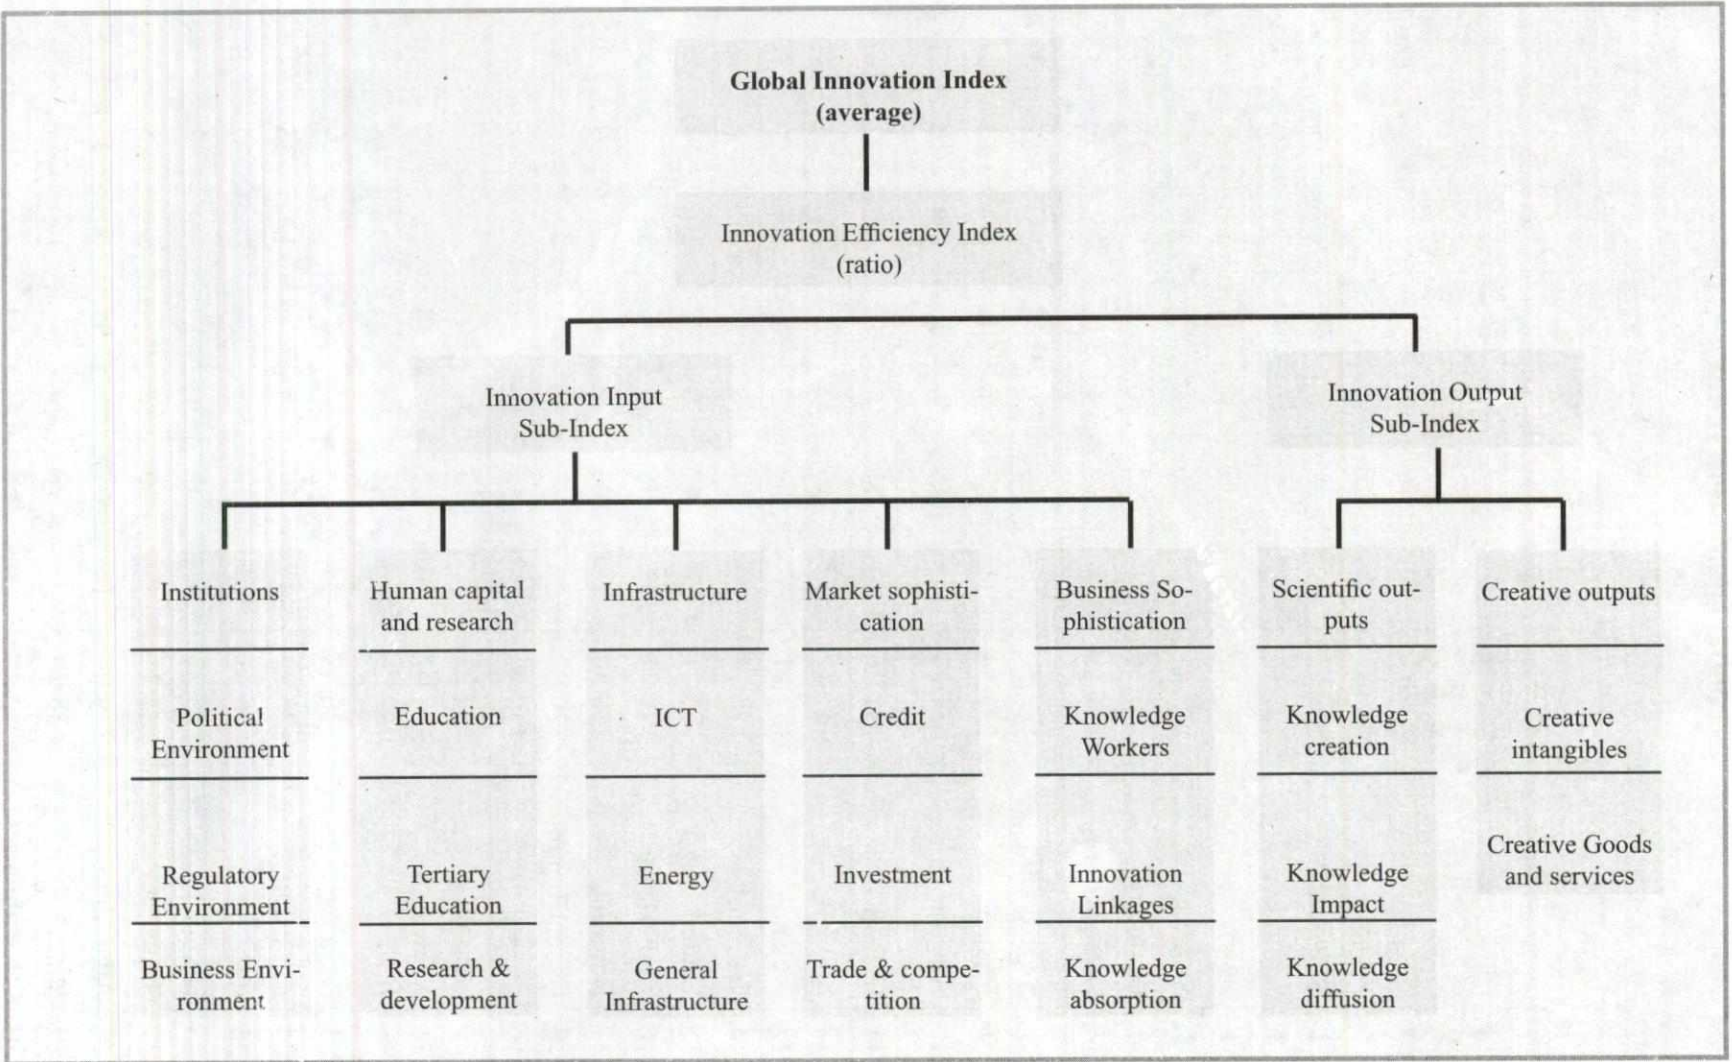 Global Innovation Index
(average)
Innovation Efficiency Index
(ratio)
Innovation Input
Sub-Index
Innovation Output
Sub-Index
Institutions
Human capital
and research
Infrastructure
Market sophisti-
cation
Business So-
phistication
Scientific out-
puts
Creative outputs
Political
Environment
Education
ICT
Credit
Knowledge
Workers
Knowledge
creation
Creative
intangibles
Regulatory
Environment
Tertiary
Education
Energy
Investment
Innovation
Linkages
Knowledge
Impact
Creative Goods
and services
Business Envi-
ronment
Research &
development
General
Infrastructure
Trade & compe-
tition
Knowledge
absorption
Knowledge
diffusion